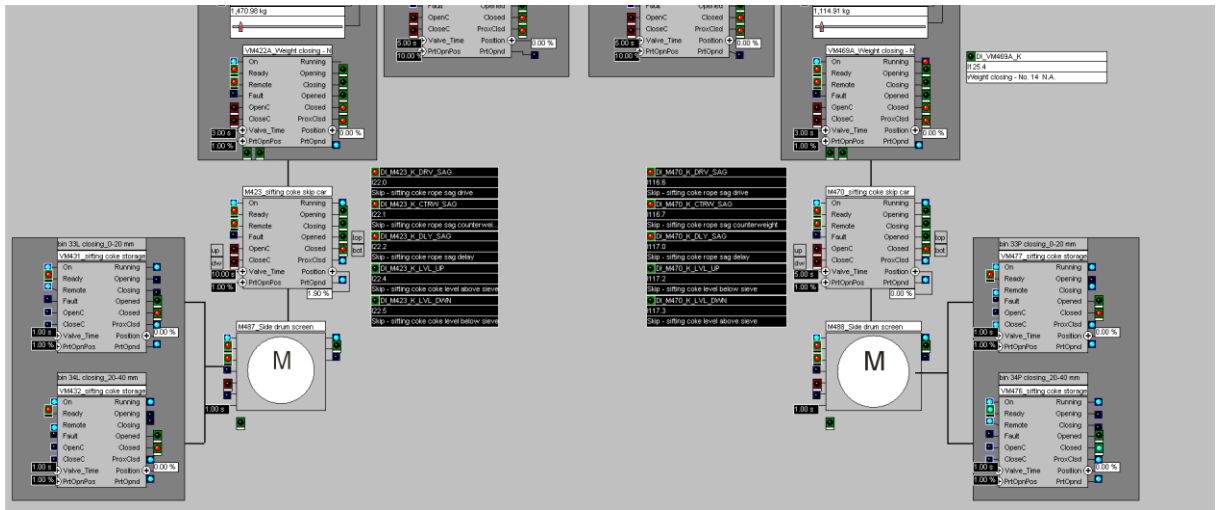 1,470.98 kg
OpenC Closed
CloseC ProxClsd
5.00 s Valve_Time Position 0.00 %
10.00 % PrtOpnPos PrtOpnd
OpenC Closed
CloseC ProxClsd
5.00 s Valve_Time Position 0.00 %
10.00 % PrtOpnPos PrtOpnd
1,114.91 kg
VM422A_Weight closing - N
On Running
Ready Opening
Remote Closing
Fault Opened
OpenC Closed
CloseC ProxClsd
3.00 s Valve_Time Position 0.00 %
1.00 % PrtOpnPos PrtOpnd
VM469A_Weight closing - N
On Running
Ready Opening
Remote Closing
Fault Opened
OpenC Closed
CloseC ProxClsd
3.00 s Valve_Time Position 0.00 %
1.00 % PrtOpnPos PrtOpnd
DI_VM469A_K
I125.4
Weight closing - No. 14 N.A.
M423_sifting coke skip car
On Running
Ready Opening
Remote Closing
Fault Opened
top
up OpenC Closed bot
dw CloseC ProxClsd
10.00 s Valve_Time Position
1.00 % PrtOpnPos PrtOpnd
1.90 %
DI_M423_K_DRV_SAG
I22.0
Skip - sifting coke rope sag drive
DI_M423_K_CTRW_SAG
I22.1
Skip - sifting coke rope sag counterwei...
DI_M423_K_DLY_SAG
I22.2
Skip - sifting coke rope sag delay
DI_M423_K_LVL_UP
I22.4
Skip - sifting coke coke level above sieve
DI_M423_K_LVL_DWN
I22.5
Skip - sifting coke coke level below sieve
DI_M470_K_DRV_SAG
I116.6
Skip - sifting coke rope sag drive
DI_M470_K_CTRW_SAG
I116.7
Skip - sifting coke rope sag counterweight
DI_M470_K_DLY_SAG
I117.0
Skip - sifting coke rope sag delay
DI_M470_K_LVL_UP
I117.2
Skip - sifting coke level below sieve
DI_M470_K_LVL_DWN
I117.3
Skip - sifting coke level above sieve
M470_sifting coke skip car
On Running
Ready Opening
Remote Closing
Fault Opened
top
up OpenC Closed bot
dw CloseC ProxClsd
5.00 s Valve_Time Position
1.00 % PrtOpnPos PrtOpnd
0.00 %
bin 33L closing_0-20 mm
VM431_sifting coke storage
On Running
Ready Opening
Remote Closing
Fault Opened
OpenC Closed
CloseC ProxClsd
1.00 s Valve_Time Position 0.00 %
1.00 % PrtOpnPos PrtOpnd
M487_Side drum screen
M
1.00 s
bin 34L closing_20-40 mm
VM432_sifting coke storage
On Running
Ready Opening
Remote Closing
Fault Opened
OpenC Closed
CloseC ProxClsd
1.00 s Valve_Time Position 0.00 %
1.00 % PrtOpnPos PrtOpnd
M488_Side drum screen
M
1.00 s
bin 33P closing_0-20 mm
VM477_sifting coke storage
On Running
Ready Opening
Remote Closing
Fault Opened
OpenC Closed
CloseC ProxClsd
1.00 s Valve_Time Position 0.00 %
1.00 % PrtOpnPos PrtOpnd
bin 34P closing_20-40 mm
VM476_sifting coke storage
On Running
Ready Opening
Remote Closing
Fault Opened
OpenC Closed
CloseC ProxClsd
1.00 s Valve_Time Position 0.00 %
1.00 % PrtOpnPos PrtOpnd